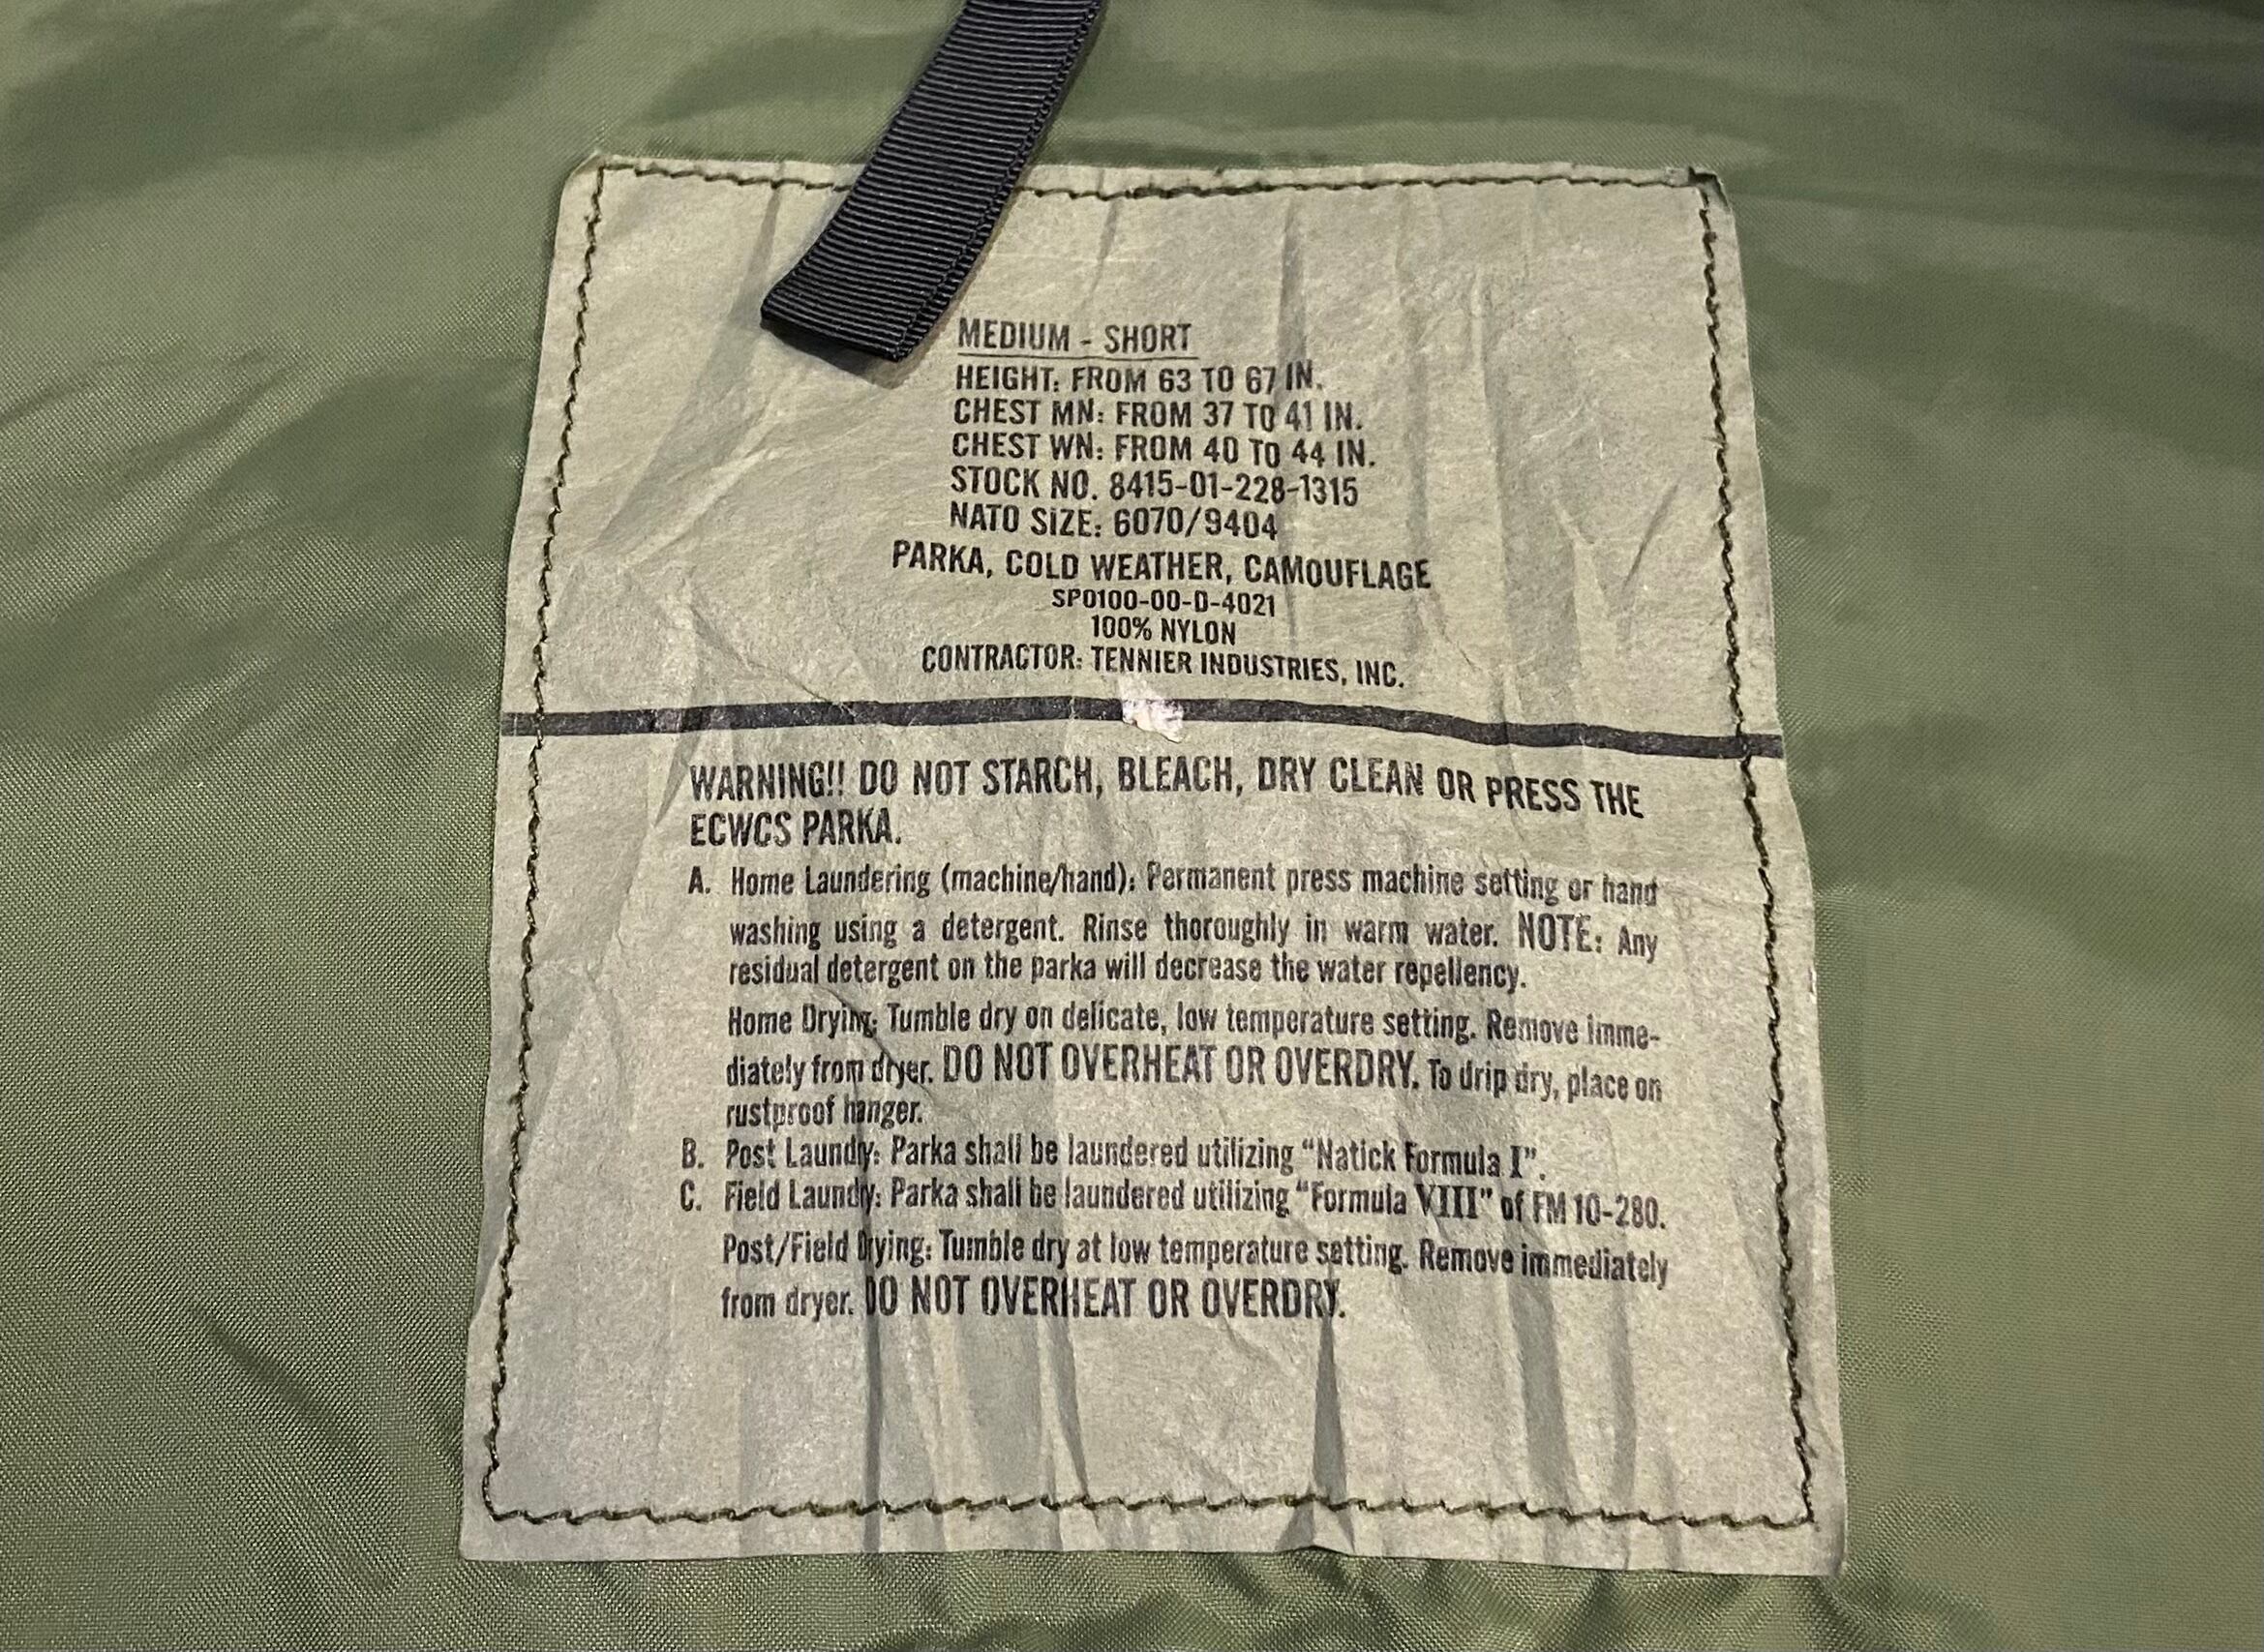 MEDIUM - SHORT
HEIGHT: FROM 63 TO 67 IN.
CHEST MN: FROM 37 TO 41 IN.
CHEST WN: FROM 40 TO 44 IN.
STOCK NO. 8415-01-228-1315
NATO SIZE: 6070/9404
PARKA, COLD WEATHER, CAMOUFLAGE
SP0100-00-D-4021
100% NYLON
CONTRACTOR: TENNIER INDUSTRIES, INC.
WARNING!! DO NOT STARCH, BLEACH, DRY CLEAN OR PRESS THE
ECWCS PARKA.
A. Home Laundering (machine/hand): Permanent press machine setting or hand
washing using a detergent. Rinse thoroughly in warm water. NOTE: Any
residual detergent on the parka will decrease the water repellency.
Home Drying: Tumble dry on delicate, low temperature setting. Remove imme-
diately from dryer. DO NOT OVERHEAT OR OVERDRY. To drip dry, place on
rustproof hanger.
B. Post Laundry: Parka shall be laundered utilizing “Natick Formula I”.
C. Field Laundry: Parka shall be laundered utilizing “Formula VIII” of FM 10-280.
Post/Field Drying: Tumble dry at low temperature setting. Remove immediately
from dryer. DO NOT OVERHEAT OR OVERDRY.